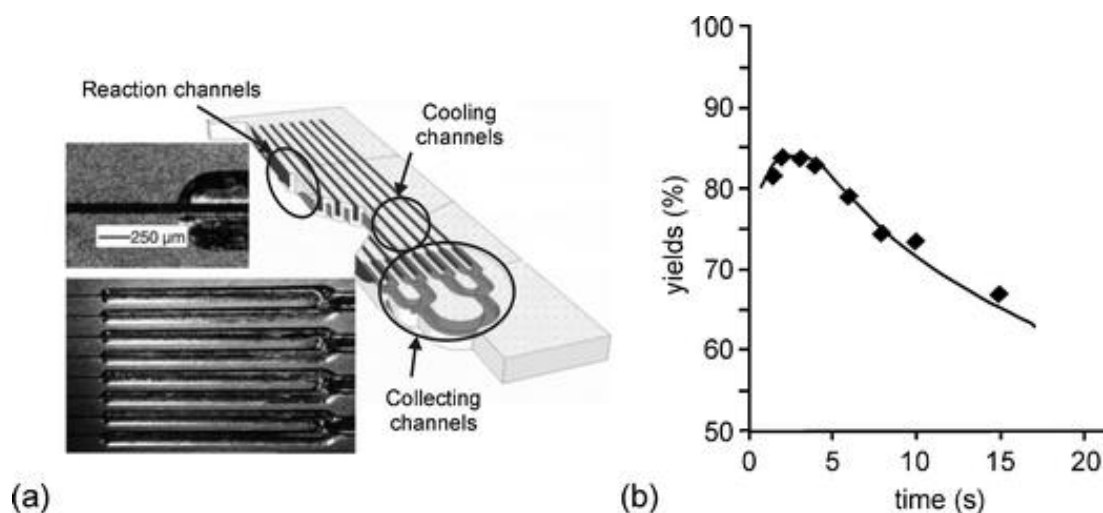 Reaction channels
Cooling
channels
250 µm
Collecting
channels
(a)
100
90
80
70
60
50
yields (%)
0
5
10
15
20
time (s)
(b)